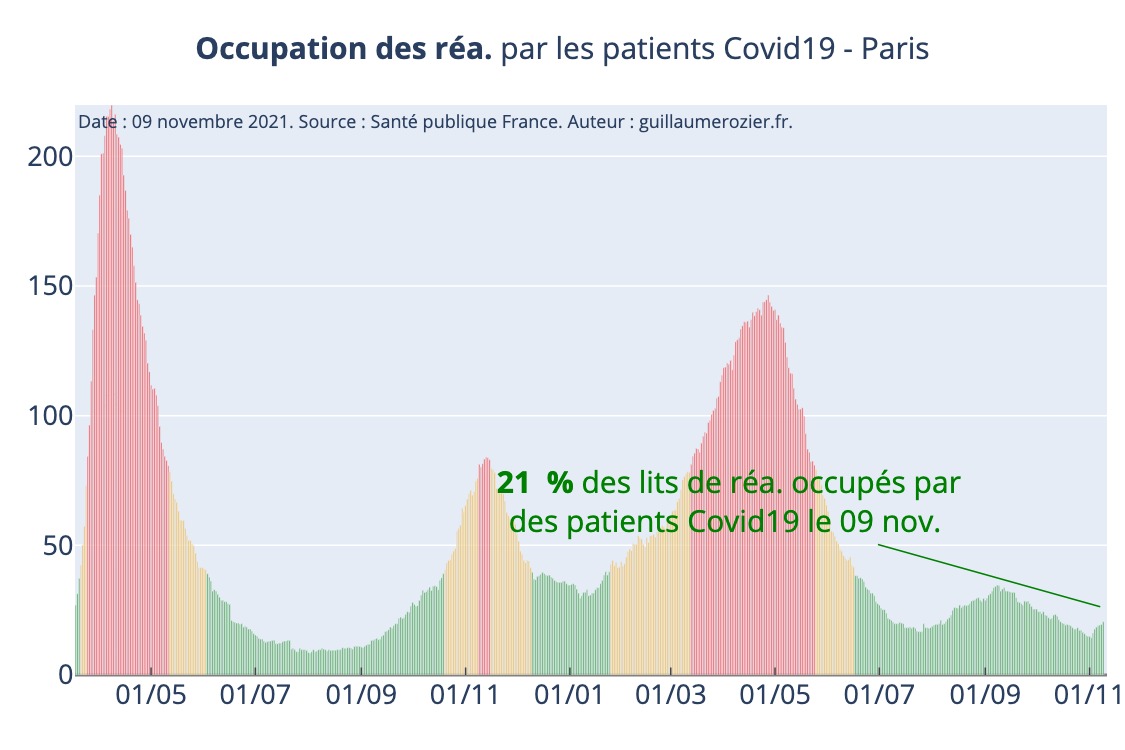 Occupation des réa. par les patients Covid19 - Paris
Date : 09 novembre 2021. Source : Santé publique France. Auteur : guillaumerozier.fr.
200
150
100
21 % des lits de réa. occupés par
des patients Covid19 le 09 nov.
50
0
01/05 01/07 01/09 01/11 01/01 01/03 01/05 01/07 01/09 01/11